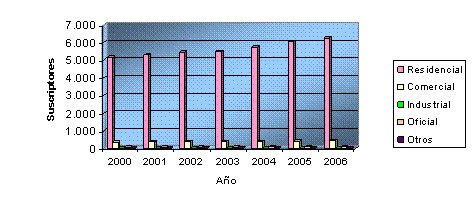 7.000
6.000
5.000
4.000
3.000
2.000
1.000
0
Suscriptores
2000 2001 2002 2003 2004 2005 2006
Año
Residencial
Comercial
Industrial
Oficial
Otros